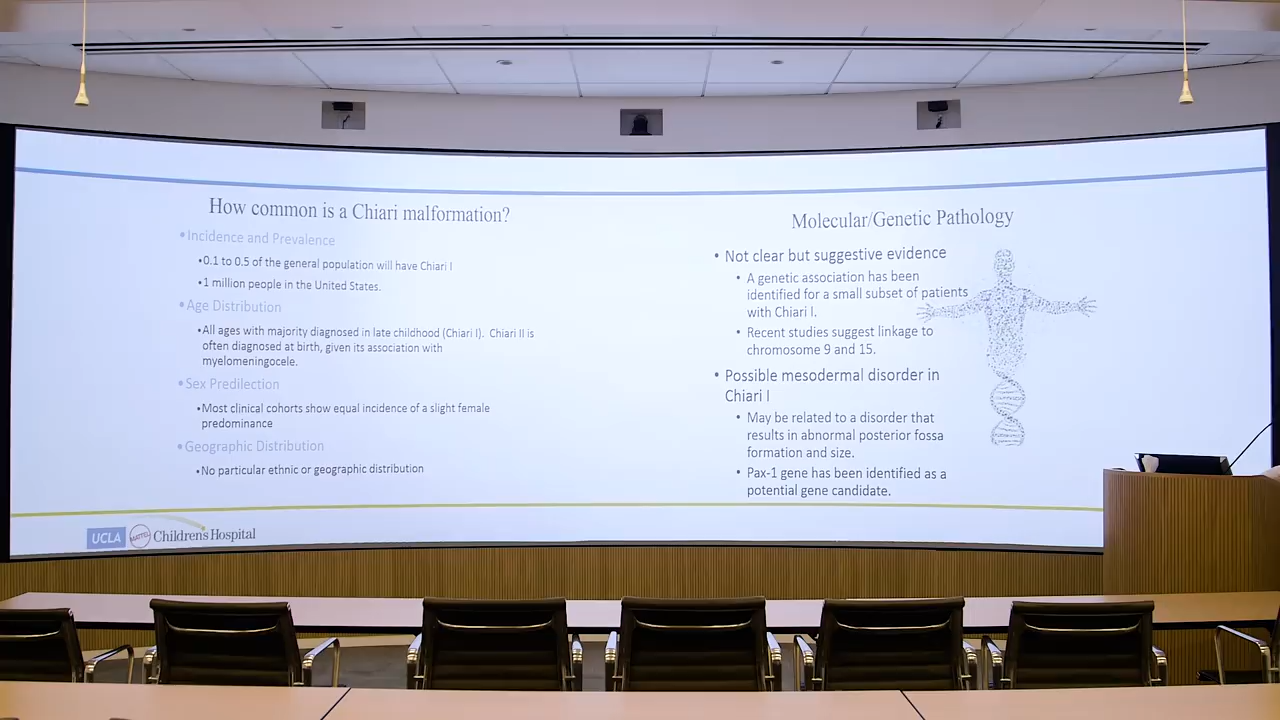 How common is a Chiari malformation?
•Incidence and Prevalence
•0.1 to 0.5 of the general population will have Chiari I
•1 million people in the United States.
•Age Distribution
•All ages with majority diagnosed in late childhood (Chiari I). Chiari II is
often diagnosed at birth, given its association with
myelomeningocele.
•Sex Predilection
•Most clinical cohorts show equal incidence of a slight female
predominance
•Geographic Distribution
•No particular ethnic or geographic distribution
Molecular/Genetic Pathology
• Not clear but suggestive evidence
• A genetic association has been
identified for a small subset of patients
with Chiari I.
• Recent studies suggest linkage to
chromosome 9 and 15.
• Possible mesodermal disorder in
Chiari I
• May be related to a disorder that
results in abnormal posterior fossa
formation and size.
• Pax-1 gene has been identified as a
potential gene candidate.
UCLA Children's Hospital